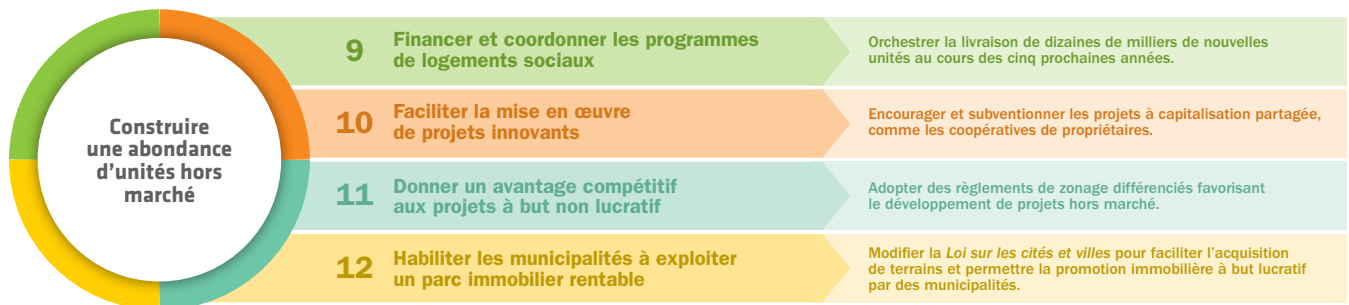 Construire
une abondance
d'unités hors
marché
9
Financer et coordonner les programmes
de logements sociaux
Orchestrer la livraison de dizaines de milliers de nouvelles
unités au cours des cinq prochaines années.
10
Faciliter la mise en œuvre
de projets innovants
Encourager et subventionner les projets à capitalisation partagée,
comme les coopératives de propriétaires.
11
Donner un avantage compétitif
aux projets à but non lucratif
Adopter des règlements de zonage différenciés favorisant
le développement de projets hors marché.
12
Habiliter les municipalités à exploiter
un parc immobilier rentable
Modifier la Loi sur les cités et villes pour faciliter l'acquisition
de terrains et permettre la promotion immobilière à but lucratif
par des municipalités.